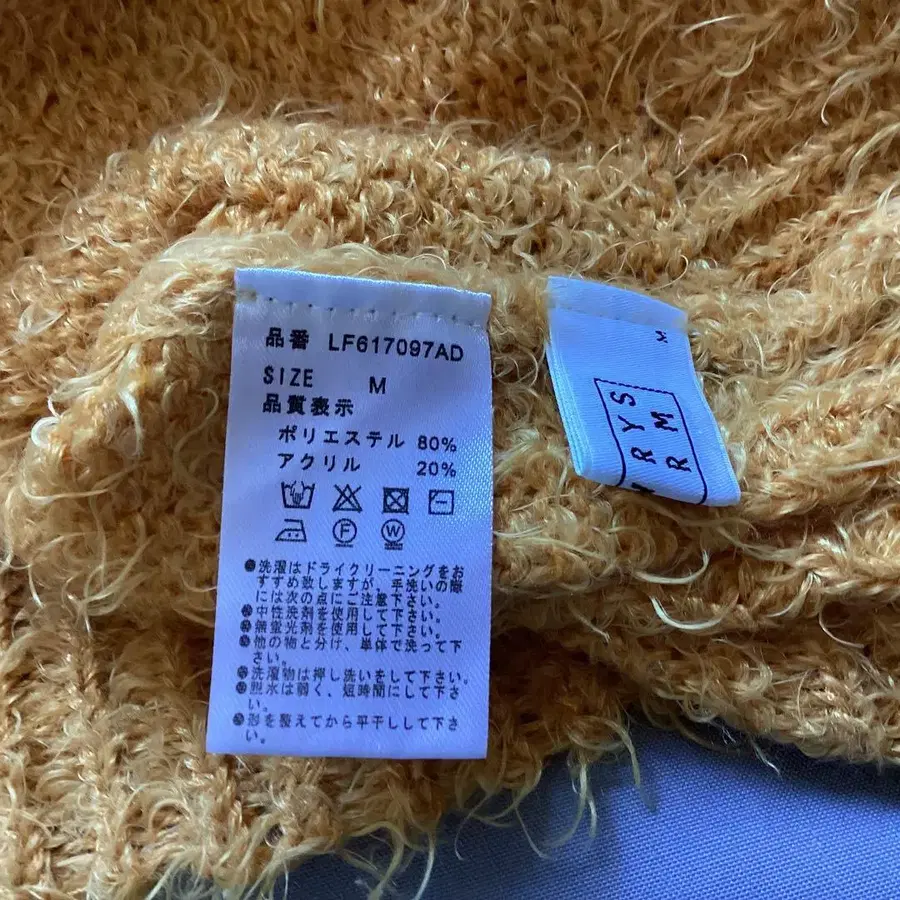 品番 LF617097AD
SIZE M
品質表示
ポリエステル 80%
アクリル 20%
F W
●洗濯はドライクリーニングをお
すすめ致しますが、手洗いの際
には次の点にご注意下さい。
●中性洗剤を使用して下さい。
●無蛍光剤を使用して下さい。
●他の物と分け、単体で洗って下
さい。
●洗濯物は押し洗いをして下さい。
●脱水は弱く、短時間にして下さ
い。
●形を整えてから平干しして下さ
い。
M
RYS
RM